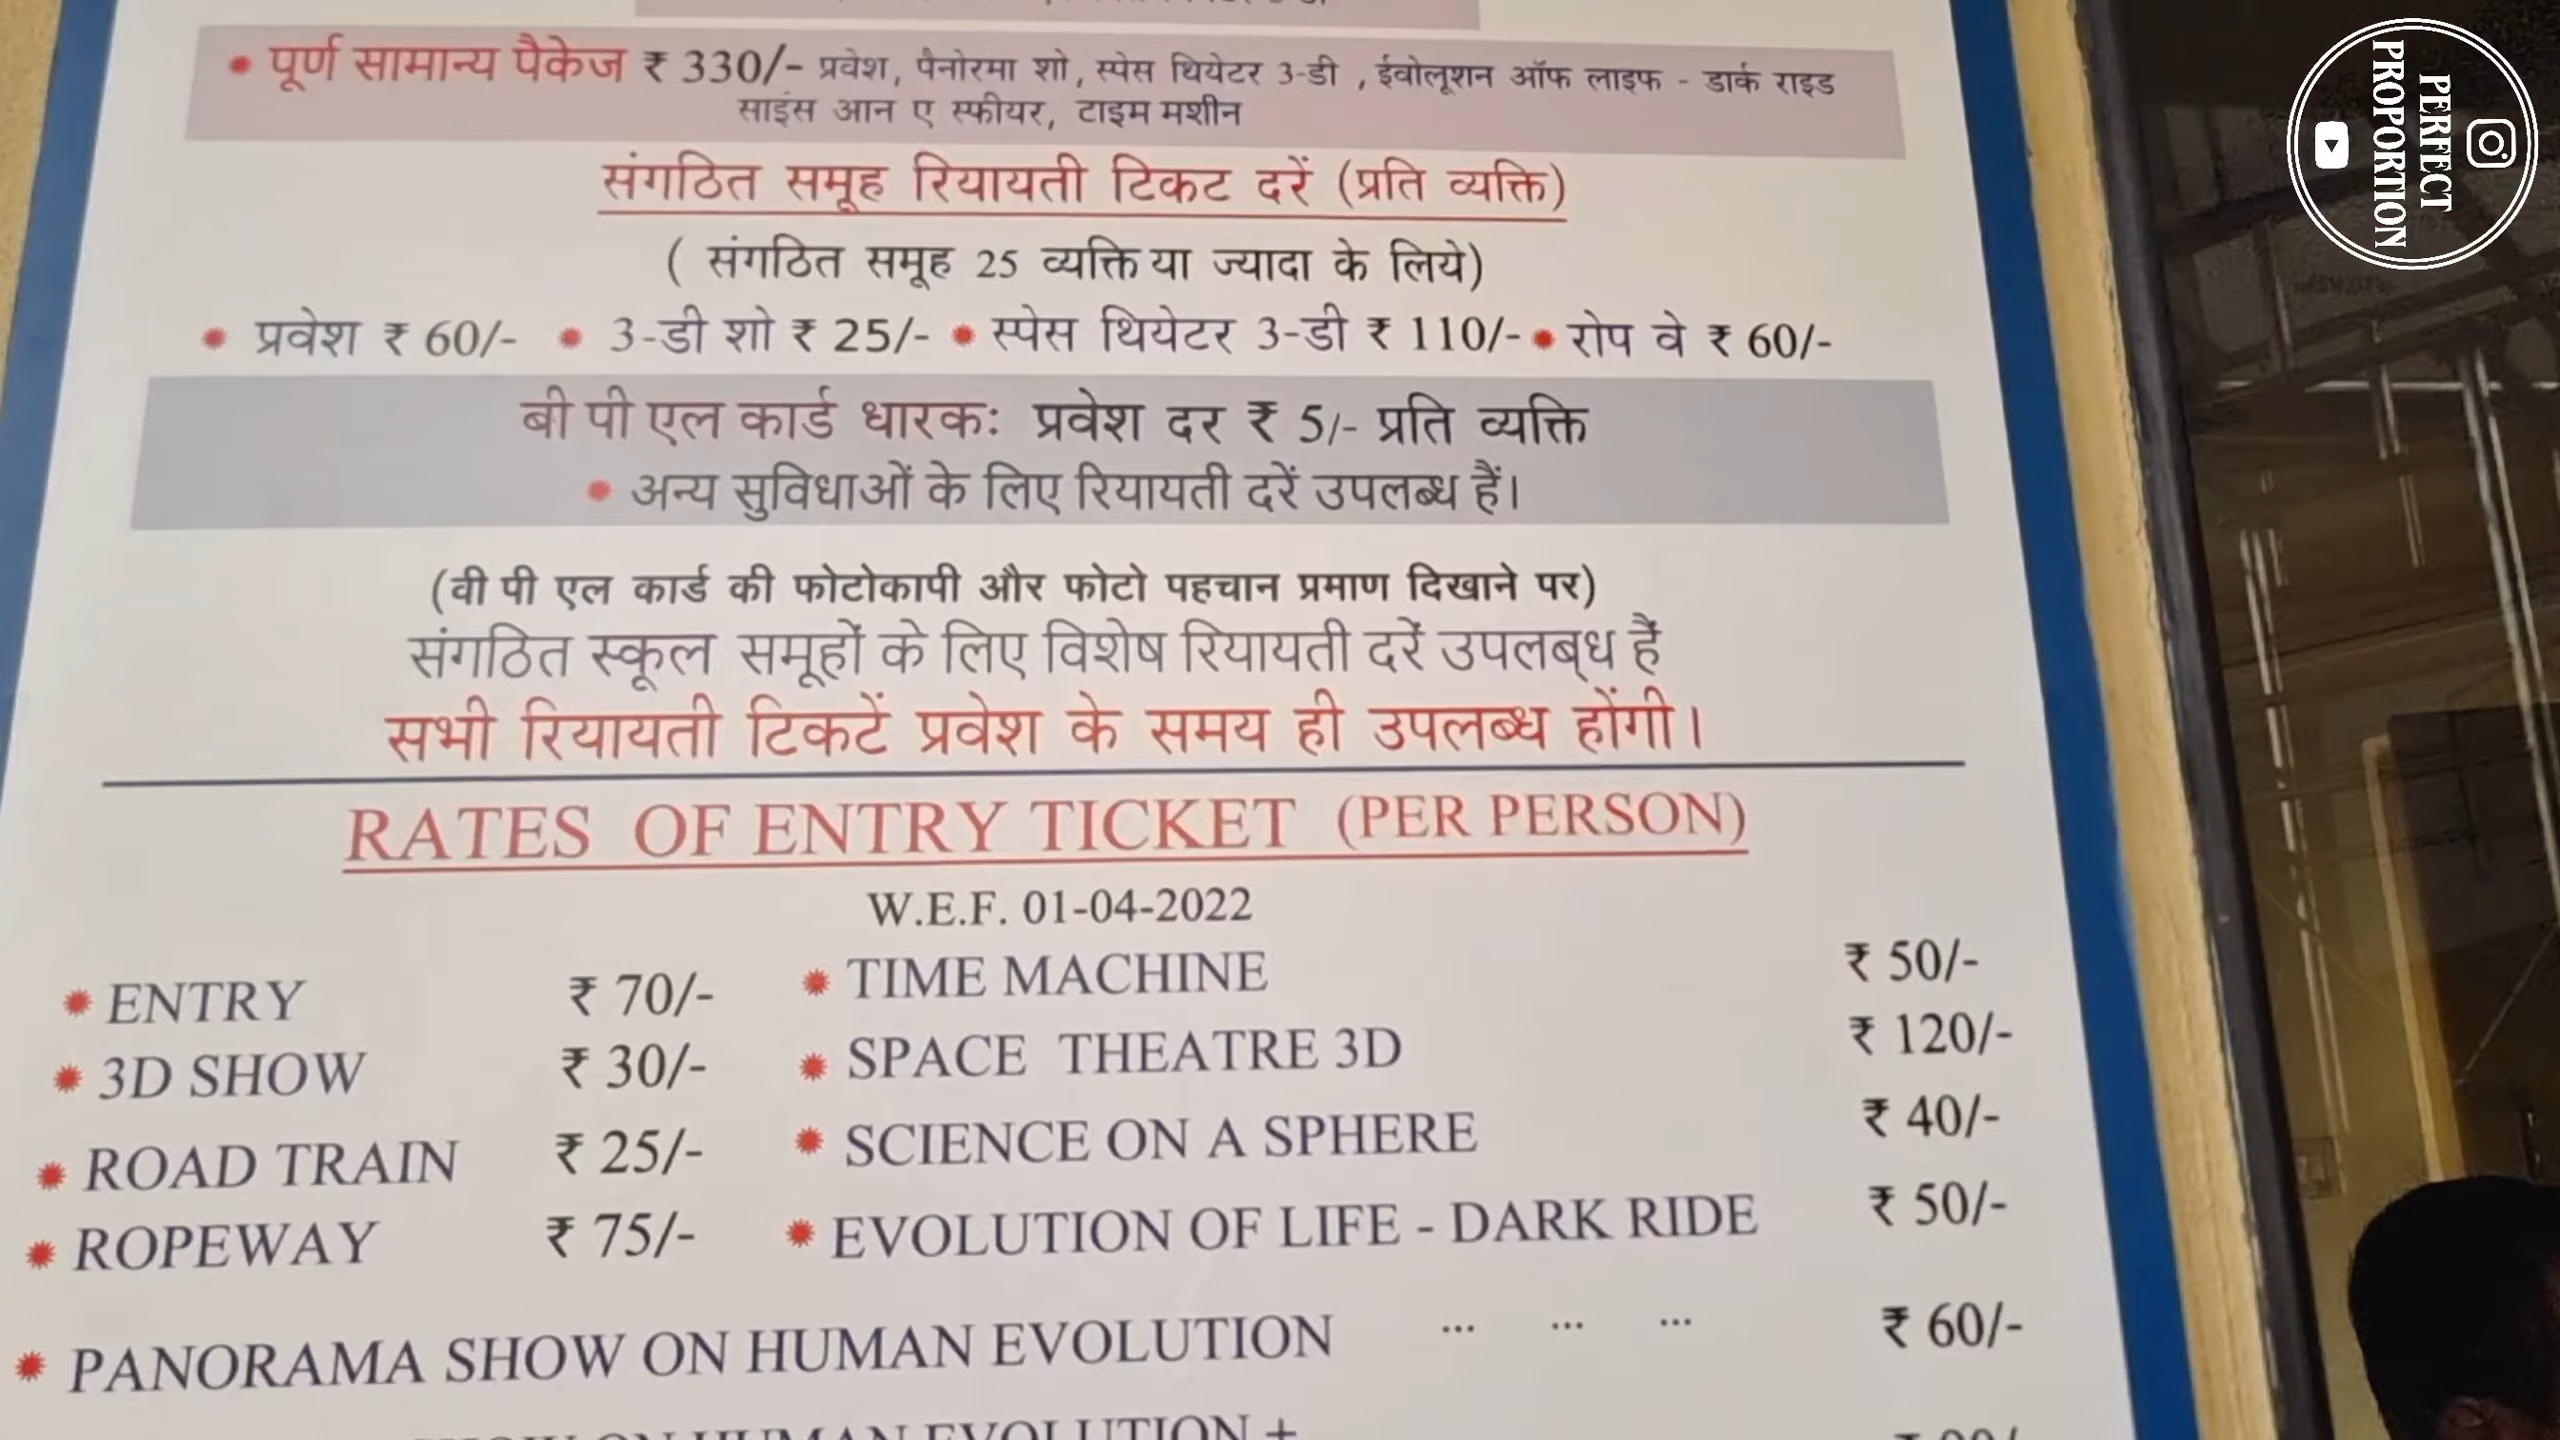 • पूर्ण सामान्य पैकेज ₹ 330/- प्रवेश, पैनोरमा शो, स्पेस थियेटर 3-डी , ईवोलूशन ऑफ लाइफ - डार्क राइड
साइंस आन ए स्फीयर, टाइम मशीन
संगठित समूह रियायती टिकट दरें (प्रति व्यक्ति)
( संगठित समूह 25 व्यक्ति या ज्यादा के लिये)
• प्रवेश ₹ 60/- • 3-डी शो ₹ 25/- • स्पेस थियेटर 3-डी ₹ 110/- • रोप वे ₹ 60/-
बी पी एल कार्ड धारक: प्रवेश दर ₹ 5/- प्रति व्यक्ति
• अन्य सुविधाओं के लिए रियायती दरें उपलब्ध हैं।
(वी पी एल कार्ड की फोटोकापी और फोटो पहचान प्रमाण दिखाने पर)
संगठित स्कूल समूहों के लिए विशेष रियायती दरें उपलब्ध हैं
सभी रियायती टिकटें प्रवेश के समय ही उपलब्ध होंगी।
RATES OF ENTRY TICKET (PER PERSON)
W.E.F. 01-04-2022
• ENTRY ₹ 70/- • TIME MACHINE ₹ 50/-
• 3D SHOW ₹ 30/- • SPACE THEATRE 3D ₹ 120/-
• ROAD TRAIN ₹ 25/- • SCIENCE ON A SPHERE ₹ 40/-
• ROPEWAY ₹ 75/- • EVOLUTION OF LIFE - DARK RIDE ₹ 50/-
• PANORAMA SHOW ON HUMAN EVOLUTION ... ... ... ₹ 60/-
SHOW ON HUMAN EVOLUTION +
PERFECT
PROPORTION